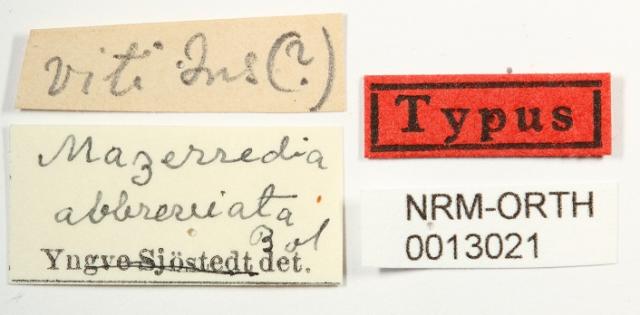 Viti Ins(?)
Mazerredia
abbreviata
Bol
Yngve Sjöstedt det.
Typus
NRM-ORTH
0013021